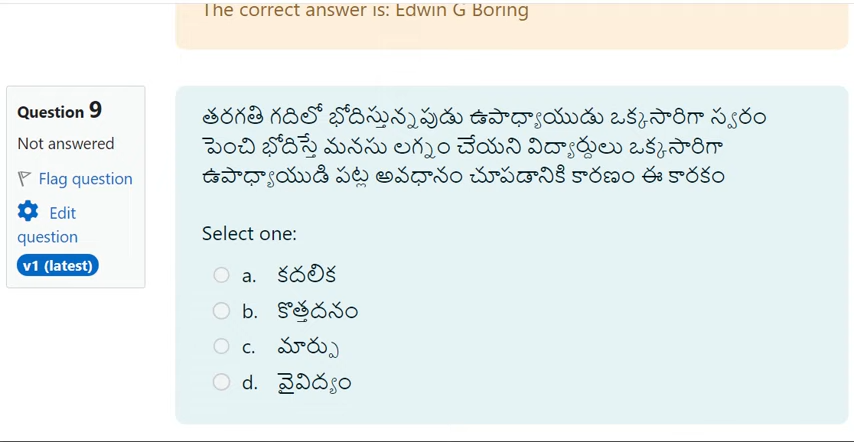 The correct answer is: Edwin G Boring
Question 9
Not answered
Flag question
Edit
question
v1 (latest)
తరగతి గదిలో భోదిస్తున్నపుడు ఉపాధ్యాయుడు ఒక్కసారిగా స్వరం
పెంచి భోదిస్తే మనసు లగ్నం చేయని విద్యార్థులు ఒక్కసారిగా
ఉపాధ్యాయుడి పట్ల అవధానం చూపడానికి కారణం ఈ కారకం
Select one:
a. కదలిక
b. కొత్తదనం
c. మార్పు
d. వైవిద్యం